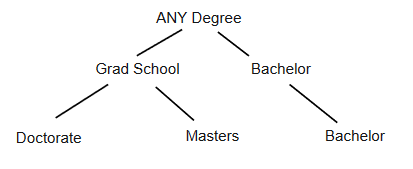 ANY Degree
Grad School
Bachelor
Doctorate
Masters
Bachelor